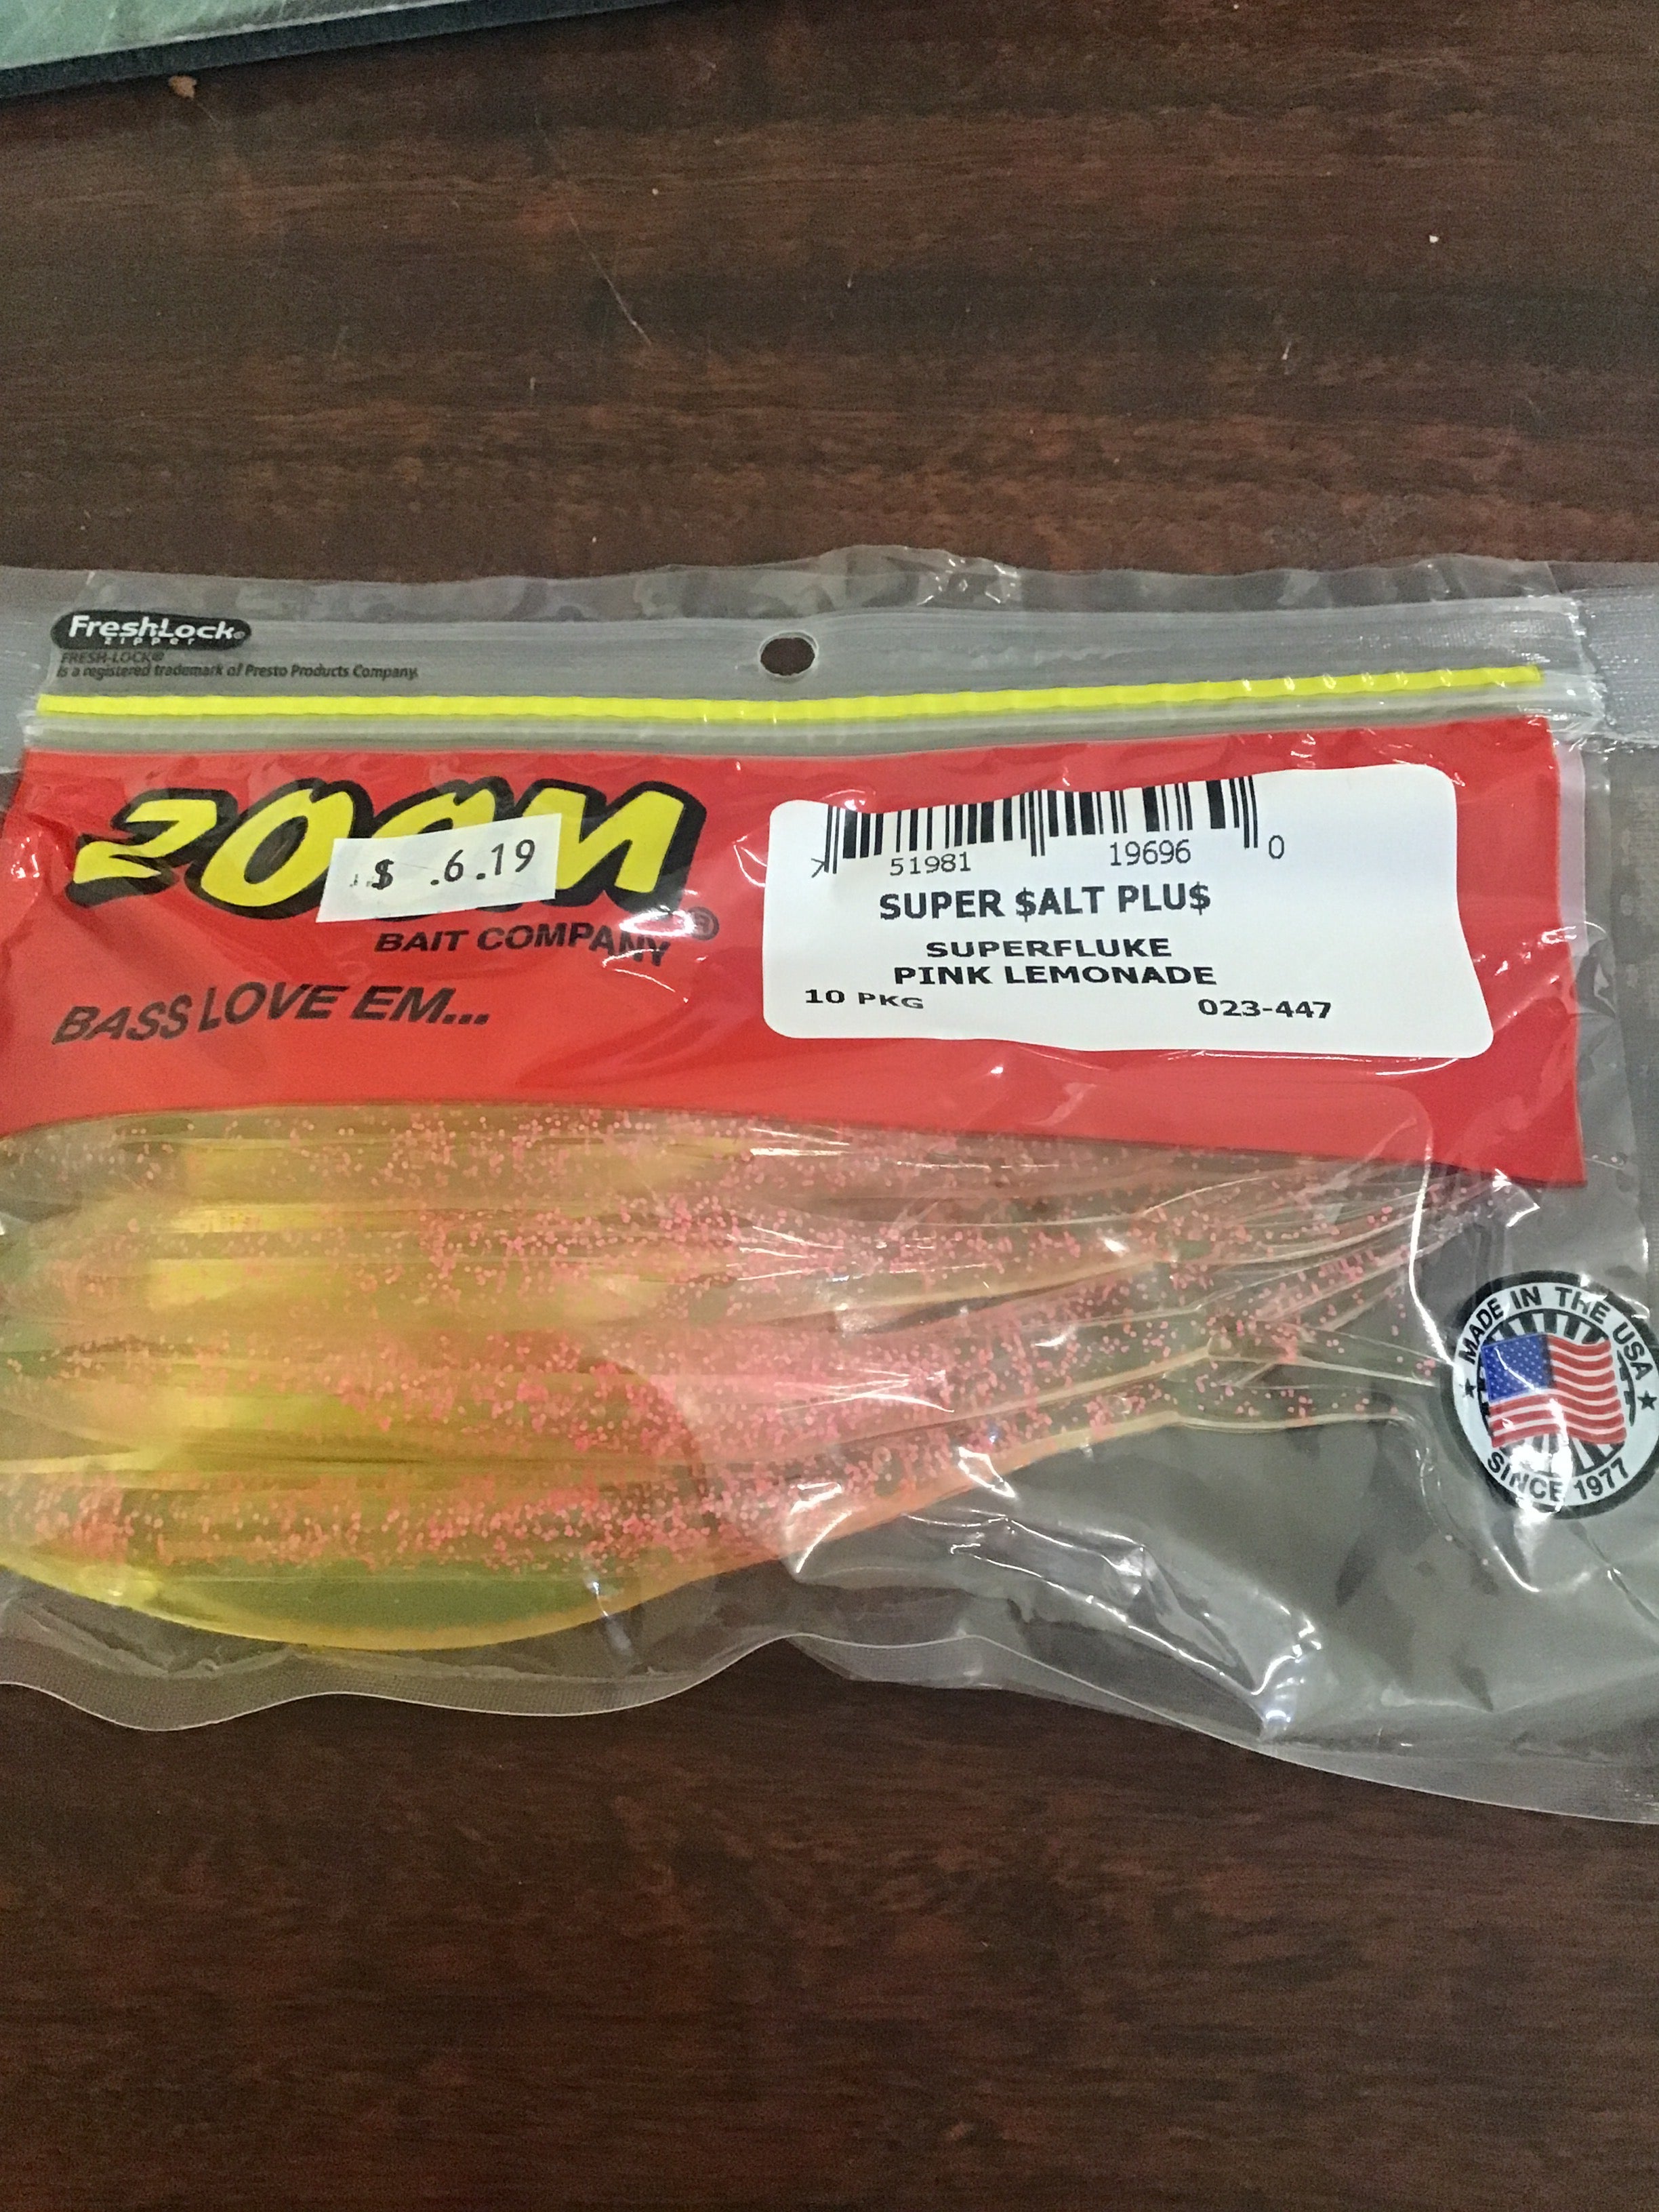 FreshLock®
zipper
FRESH-LOCK®
is a registered trademark of Presto Products Company.
ZOOM
$ .6.19
BAIT COMPANY®
BASS LOVE EM...
51981 19696 0
SUPER $ALT PLU$
SUPERFLUKE
PINK LEMONADE
10 PKG 023-447
MADE IN THE USA
SINCE 1977